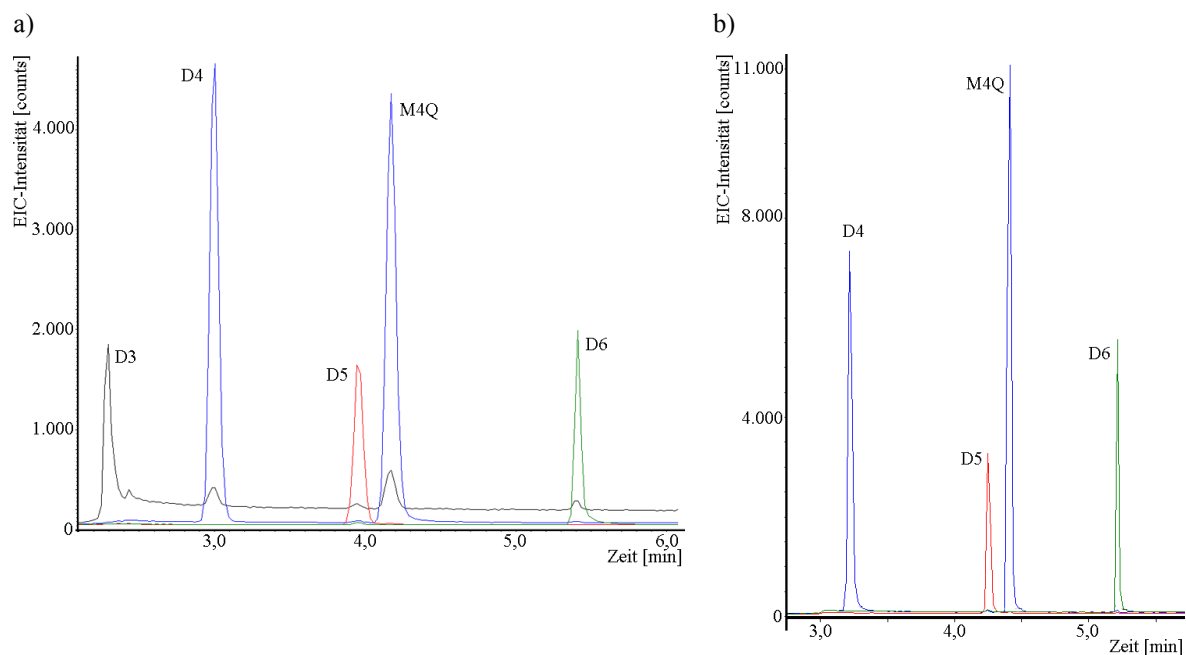 a)
EIC-Intensität [counts]
4.000
3.000
2.000
1.000
0
D3
D4
D5
M4Q
D6
3,0
4,0
5,0
6,0
Zeit [min]
b)
EIC-Intensität [counts]
11.000
8.000
4.000
0
D4
D5
M4Q
D6
3,0
4,0
5,0
Zeit [min]